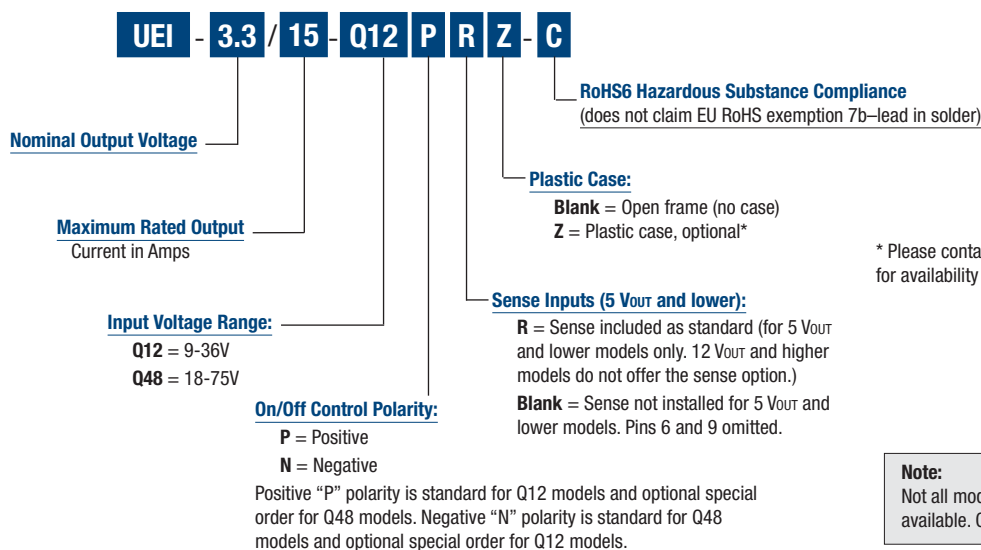 UEI - 3.3 / 15 - Q12 P R Z - C
RoHS6 Hazardous Substance Compliance
(does not claim EU RoHS exemption 7b–lead in solder)
Nominal Output Voltage
Plastic Case:
Blank = Open frame (no case)
Z = Plastic case, optional*
Maximum Rated Output
Current in Amps
* Please conta
for availability
Sense Inputs (5 VOUT and lower):
R = Sense included as standard (for 5 VOUT
and lower models only. 12 VOUT and higher
models do not offer the sense option.)
Blank = Sense not installed for 5 VOUT and
lower models. Pins 6 and 9 omitted.
Input Voltage Range:
Q12 = 9-36V
Q48 = 18-75V
On/Off Control Polarity:
P = Positive
N = Negative
Positive “P” polarity is standard for Q12 models and optional special
order for Q48 models. Negative “N” polarity is standard for Q48
models and optional special order for Q12 models.
Note:
Not all mod
available. C